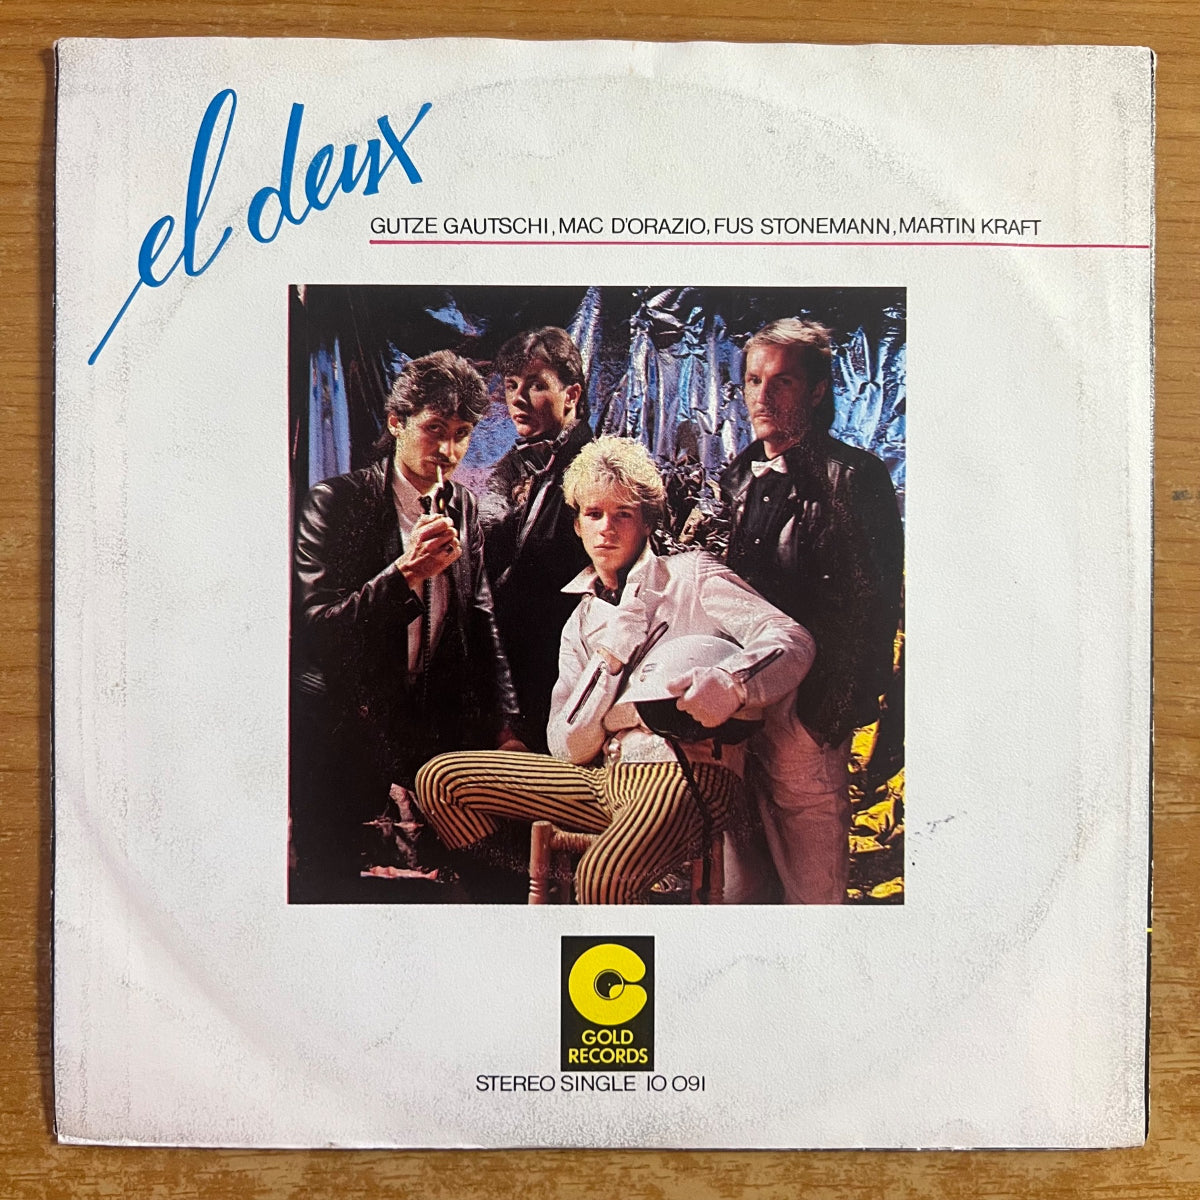 el deux
GUTZE GAUTSCHI, MAC D'ORAZIO, FUS STONEMANN, MARTIN KRAFT
GOLD
RECORDS
STEREO SINGLE 10 091